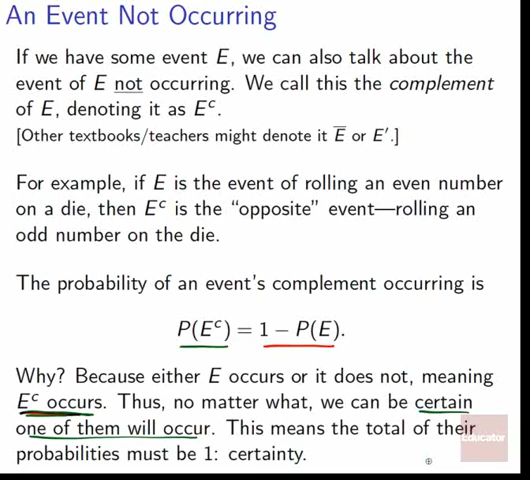 An Event Not Occurring
If we have some event E, we can also talk about the
event of E not occurring. We call this the complement
of E, denoting it as Eᶜ.
[Other textbooks/teachers might denote it E̅ or E′.]
For example, if E is the event of rolling an even number
on a die, then Eᶜ is the “opposite” event—rolling an
odd number on the die.
The probability of an event's complement occurring is
P(Eᶜ) = 1 − P(E).
Why? Because either E occurs or it does not, meaning
Eᶜ occurs. Thus, no matter what, we can be certain
one of them will occur. This means the total of their
Educator
probabilities must be 1: certainty.